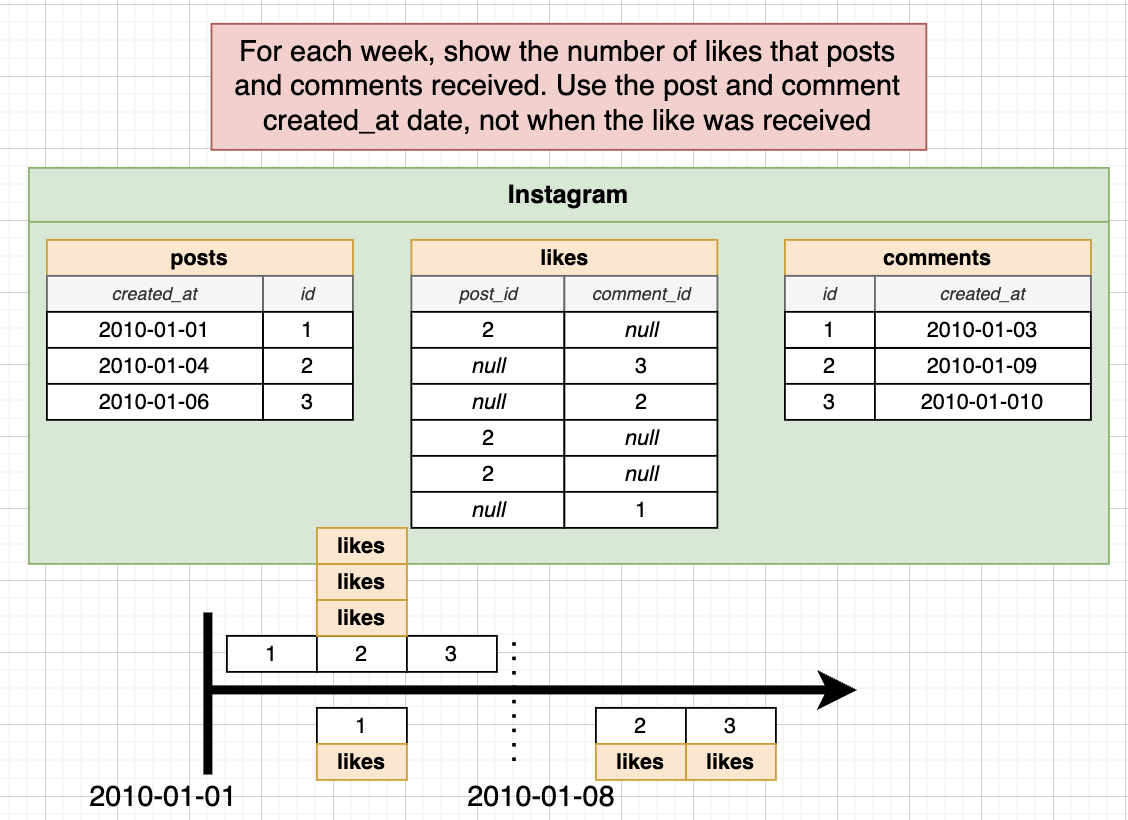 For each week, show the number of likes that posts
and comments received. Use the post and comment
created_at date, not when the like was received
Instagram
posts
created_at id
2010-01-01 1
2010-01-04 2
2010-01-06 3
likes
post_id comment_id
2 null
null 3
null 2
2 null
2 null
null 1
comments
id created_at
1 2010-01-03
2 2010-01-09
3 2010-01-010
likes
likes
likes
1 2 3
1 2 3
likes likes likes
2010-01-01 2010-01-08